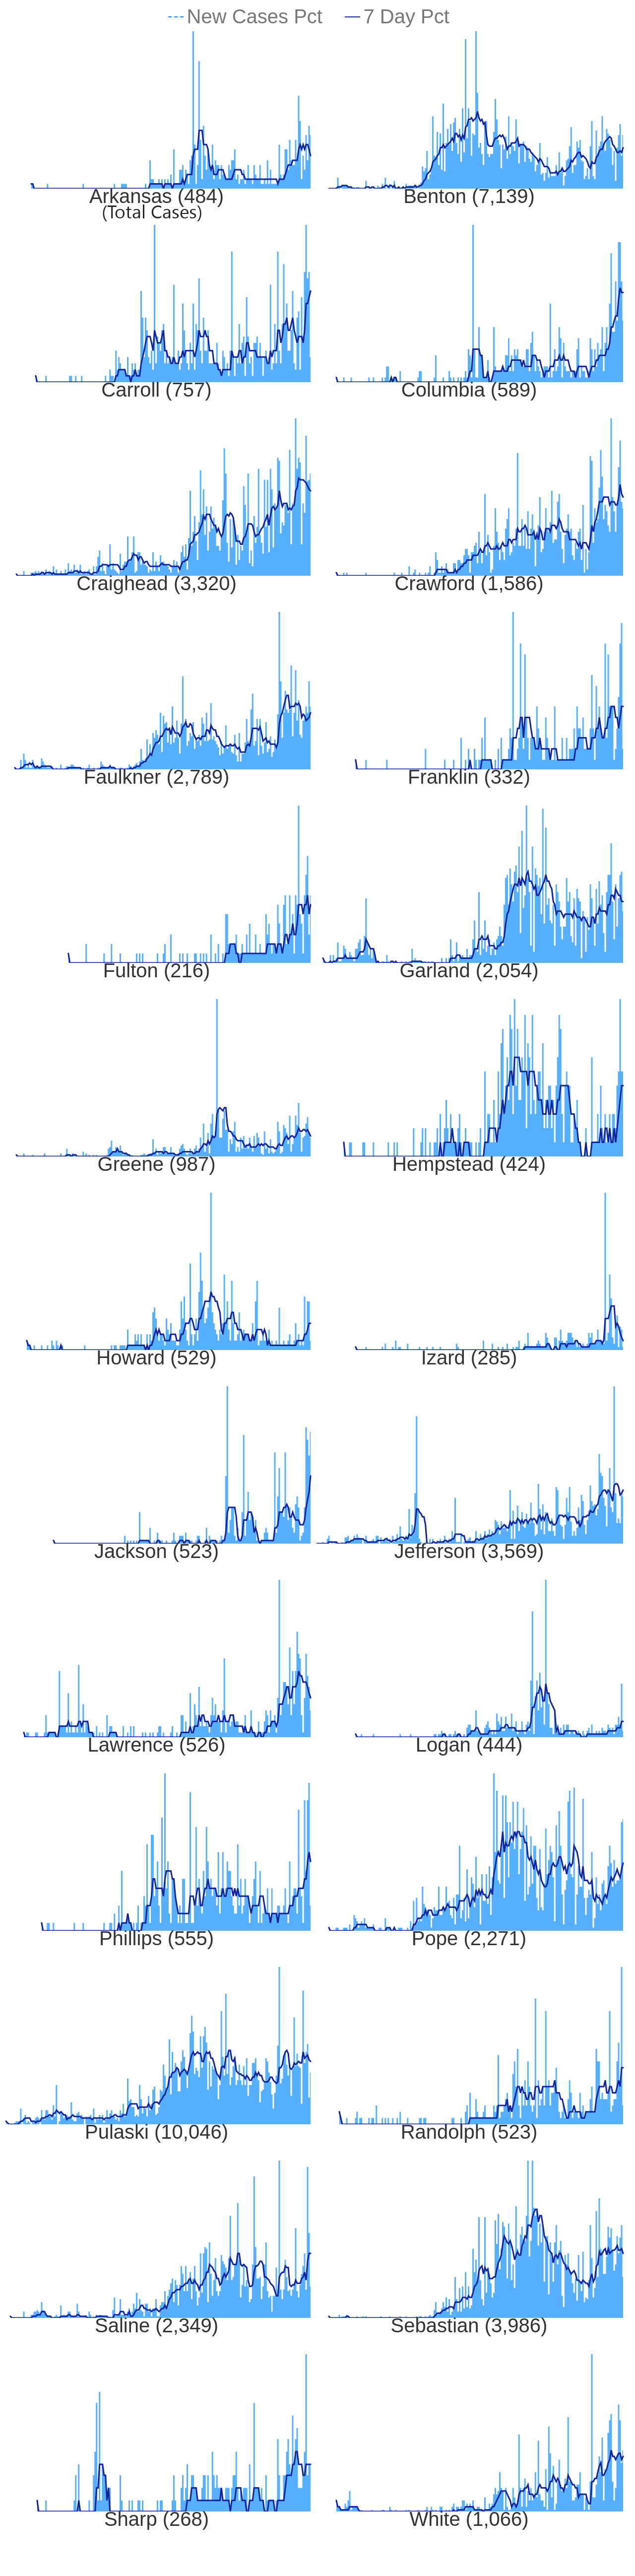 New Cases Pct 7 Day Pct
Arkansas (484) Benton (7,139)
(Total Cases)
Carroll (757) Columbia (589)
Craighead (3,320) Crawford (1,586)
Faulkner (2,789) Franklin (332)
Fulton (216) Garland (2,054)
Greene (987) Hempstead (424)
Howard (529) Izard (285)
Jackson (523) Jefferson (3,569)
Lawrence (526) Logan (444)
Phillips (555) Pope (2,271)
Pulaski (10,046) Randolph (523)
Saline (2,349) Sebastian (3,986)
Sharp (268) White (1,066)